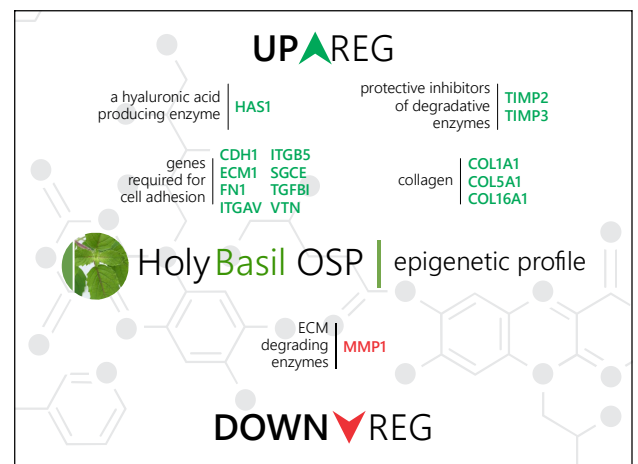 UP REG
a hyaluronic acid
producing enzyme
HAS1
protective inhibitors
of degradative
enzymes
TIMP2
TIMP3
genes
required for
cell adhesion
CDH1 ITGB5
ECM1 SGCE
FN1 TGFBI
ITGAV VTN
collagen
COL1A1
COL5A1
COL16A1
Holy Basil OSP epigenetic profile
ECM
degrading
enzymes
MMP1
DOWN REG